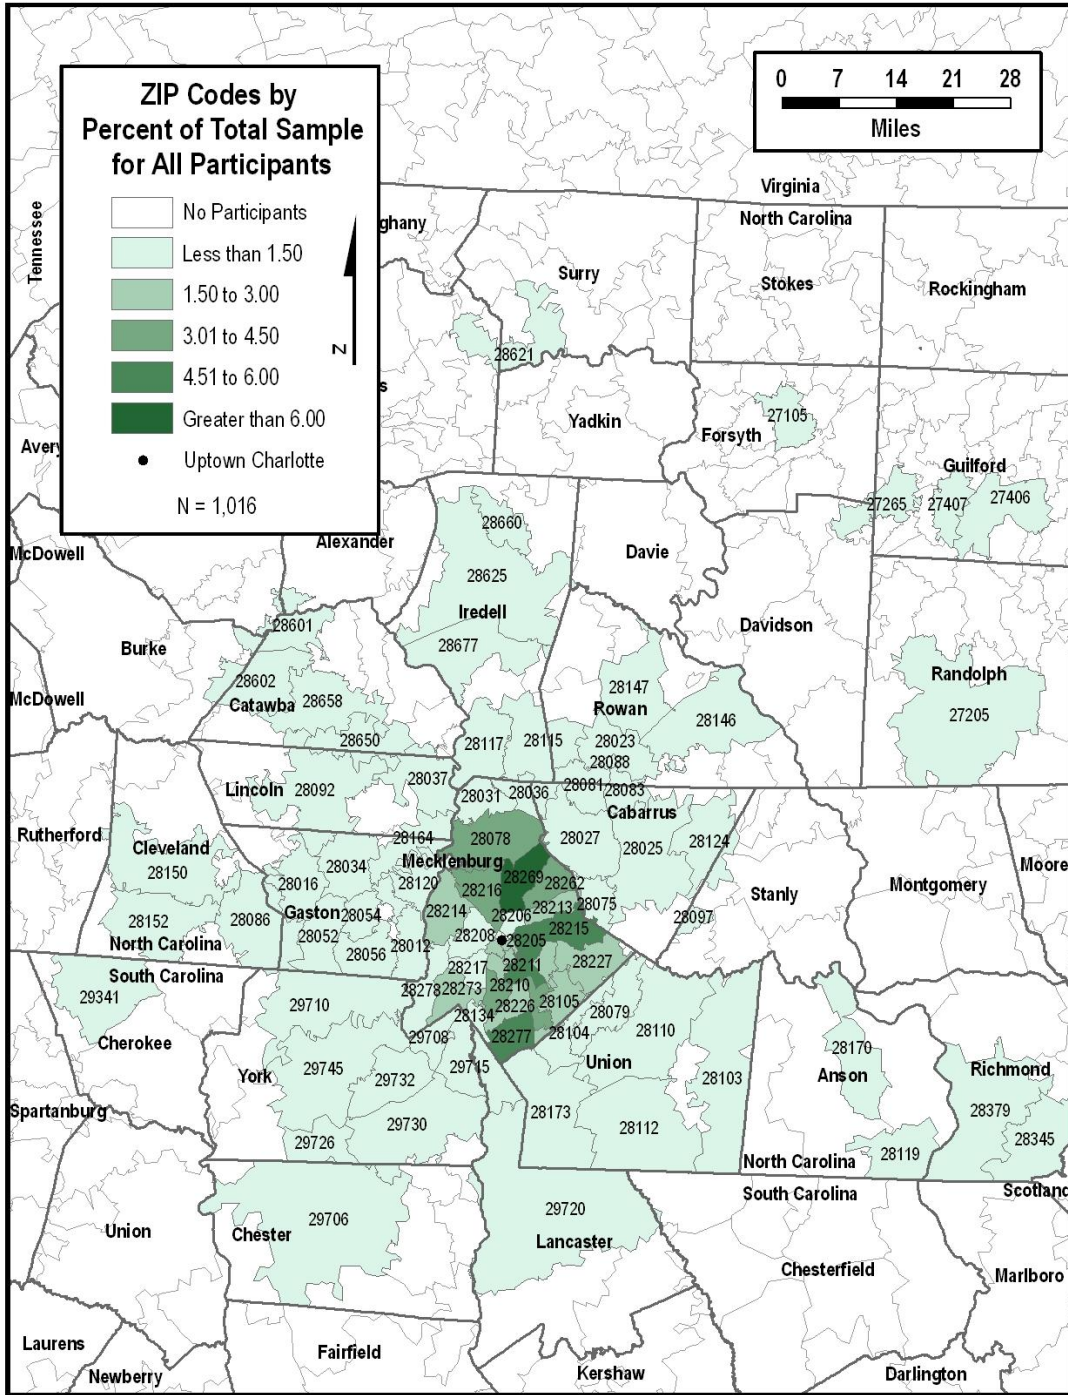 0 7 14 21 28
Miles
ZIP Codes by
Percent of Total Sample
for All Participants
No Participants
Less than 1.50
1.50 to 3.00
3.01 to 4.50
4.51 to 6.00
Greater than 6.00
Uptown Charlotte
N = 1,016
N
Tennessee
Virginia
North Carolina
ghany
Surry
Stokes
Rockingham
28621
s
Yadkin
27105
Forsyth
Avery
Guilford
27265 27407 27406
28660
Alexander
Davie
McDowell
28625
Iredell
28601
Burke
28677
Davidson
Randolph
McDowell
28602
Catawba
28658
28147
Rowan
28146
27205
28650
28117
28115
28023
28088
28037
Lincoln
28092
28031
28036
28081
28083
Cabarrus
Rutherford
Cleveland
28150
28164
28078
Mecklenburg
28027
28025
28124
Moore
28034
28016
28120
28269
28262
28216
Stanly
Montgomery
28152
28086
Gaston
28054
28214
28206
28213
28075
28097
28052
28056
28012
28208
28205
28215
North Carolina
South Carolina
29341
28217
28211
28227
28278
28273
28210
28226
28105
28134
28079
29710
29708
28277
28104
28110
Cherokee
York
29745
29732
29715
Union
28103
28170
Anson
Richmond
Spartanburg
29730
28173
28112
28379
28345
29726
28119
North Carolina
South Carolina
Scotland
Union
Chester
29706
29720
Lancaster
Chesterfield
Marlboro
Laurens
Newberry
Fairfield
Kershaw
Darlington